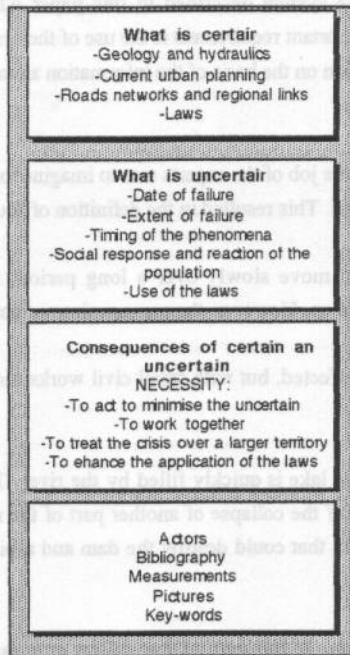 What is certain
-Geology and hydraulics
-Current urban planning
-Roads networks and regional links
-Laws
What is uncertain
-Date of failure
-Extent of failure
-Timing of the phenomena
-Social response and reaction of the
population
-Use of the laws
Consequences of certain an
uncertain
NECESSITY:
-To act to minimise the uncertain
-To work together
-To treat the crisis over a larger territory
-To ehance the application of the laws
Actors
Bibliography
Measurements
Pictures
Key-words